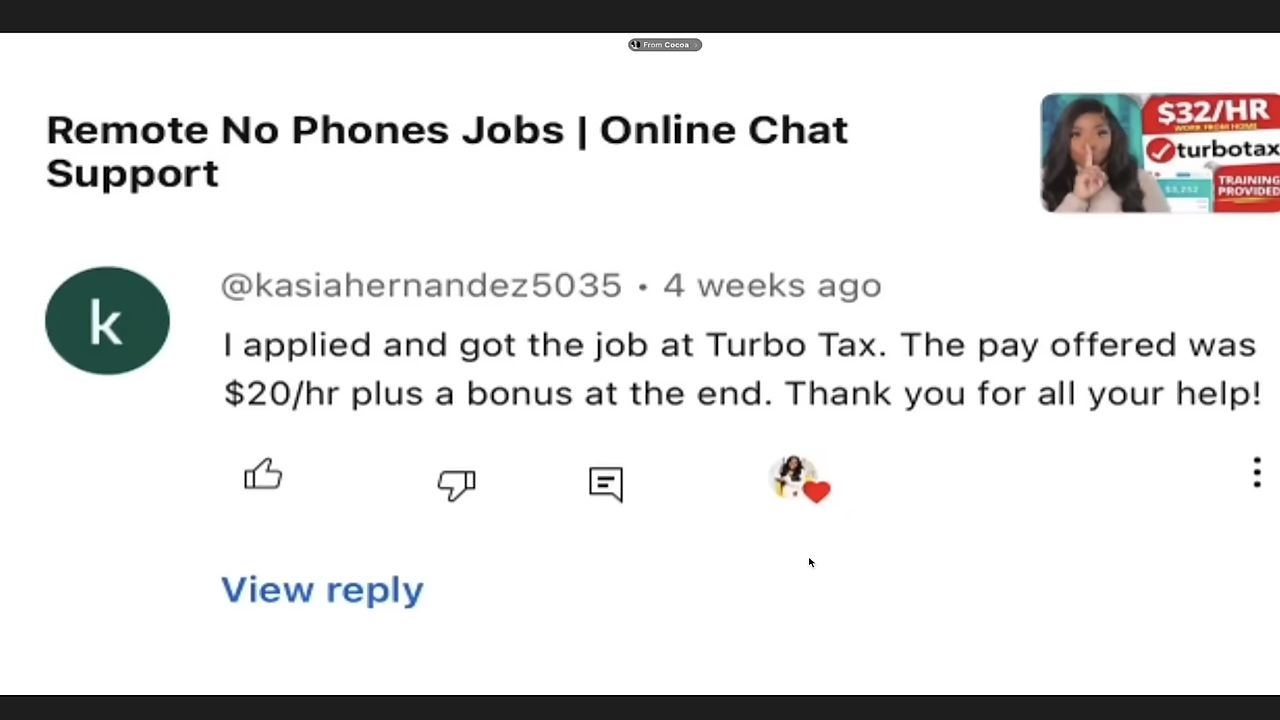 From Cocoa
Remote No Phones Jobs | Online Chat
Support
$32/HR
WORK FROM HOME
turbotax
$3,252
TRAINING
PROVIDED
k
@kasiahernandez5035 • 4 weeks ago
I applied and got the job at Turbo Tax. The pay offered was
$20/hr plus a bonus at the end. Thank you for all your help!
View reply